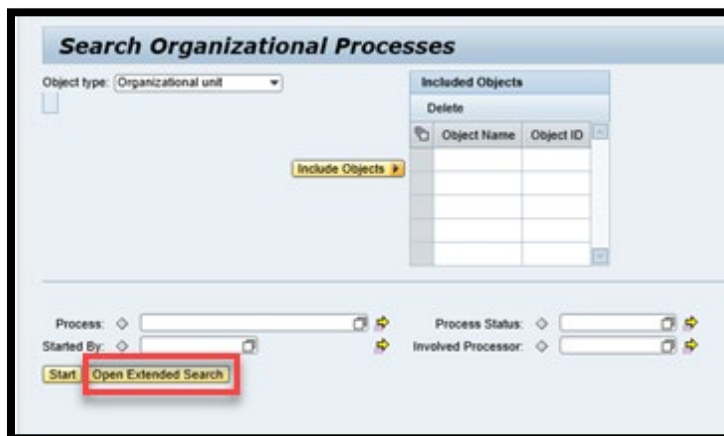 Search Organizational Processes
Object type: Organizational unit
Included Objects
Delete
Object Name Object ID
Include Objects
Process: Process Status:
Started By: Involved Processor:
Start Open Extended Search